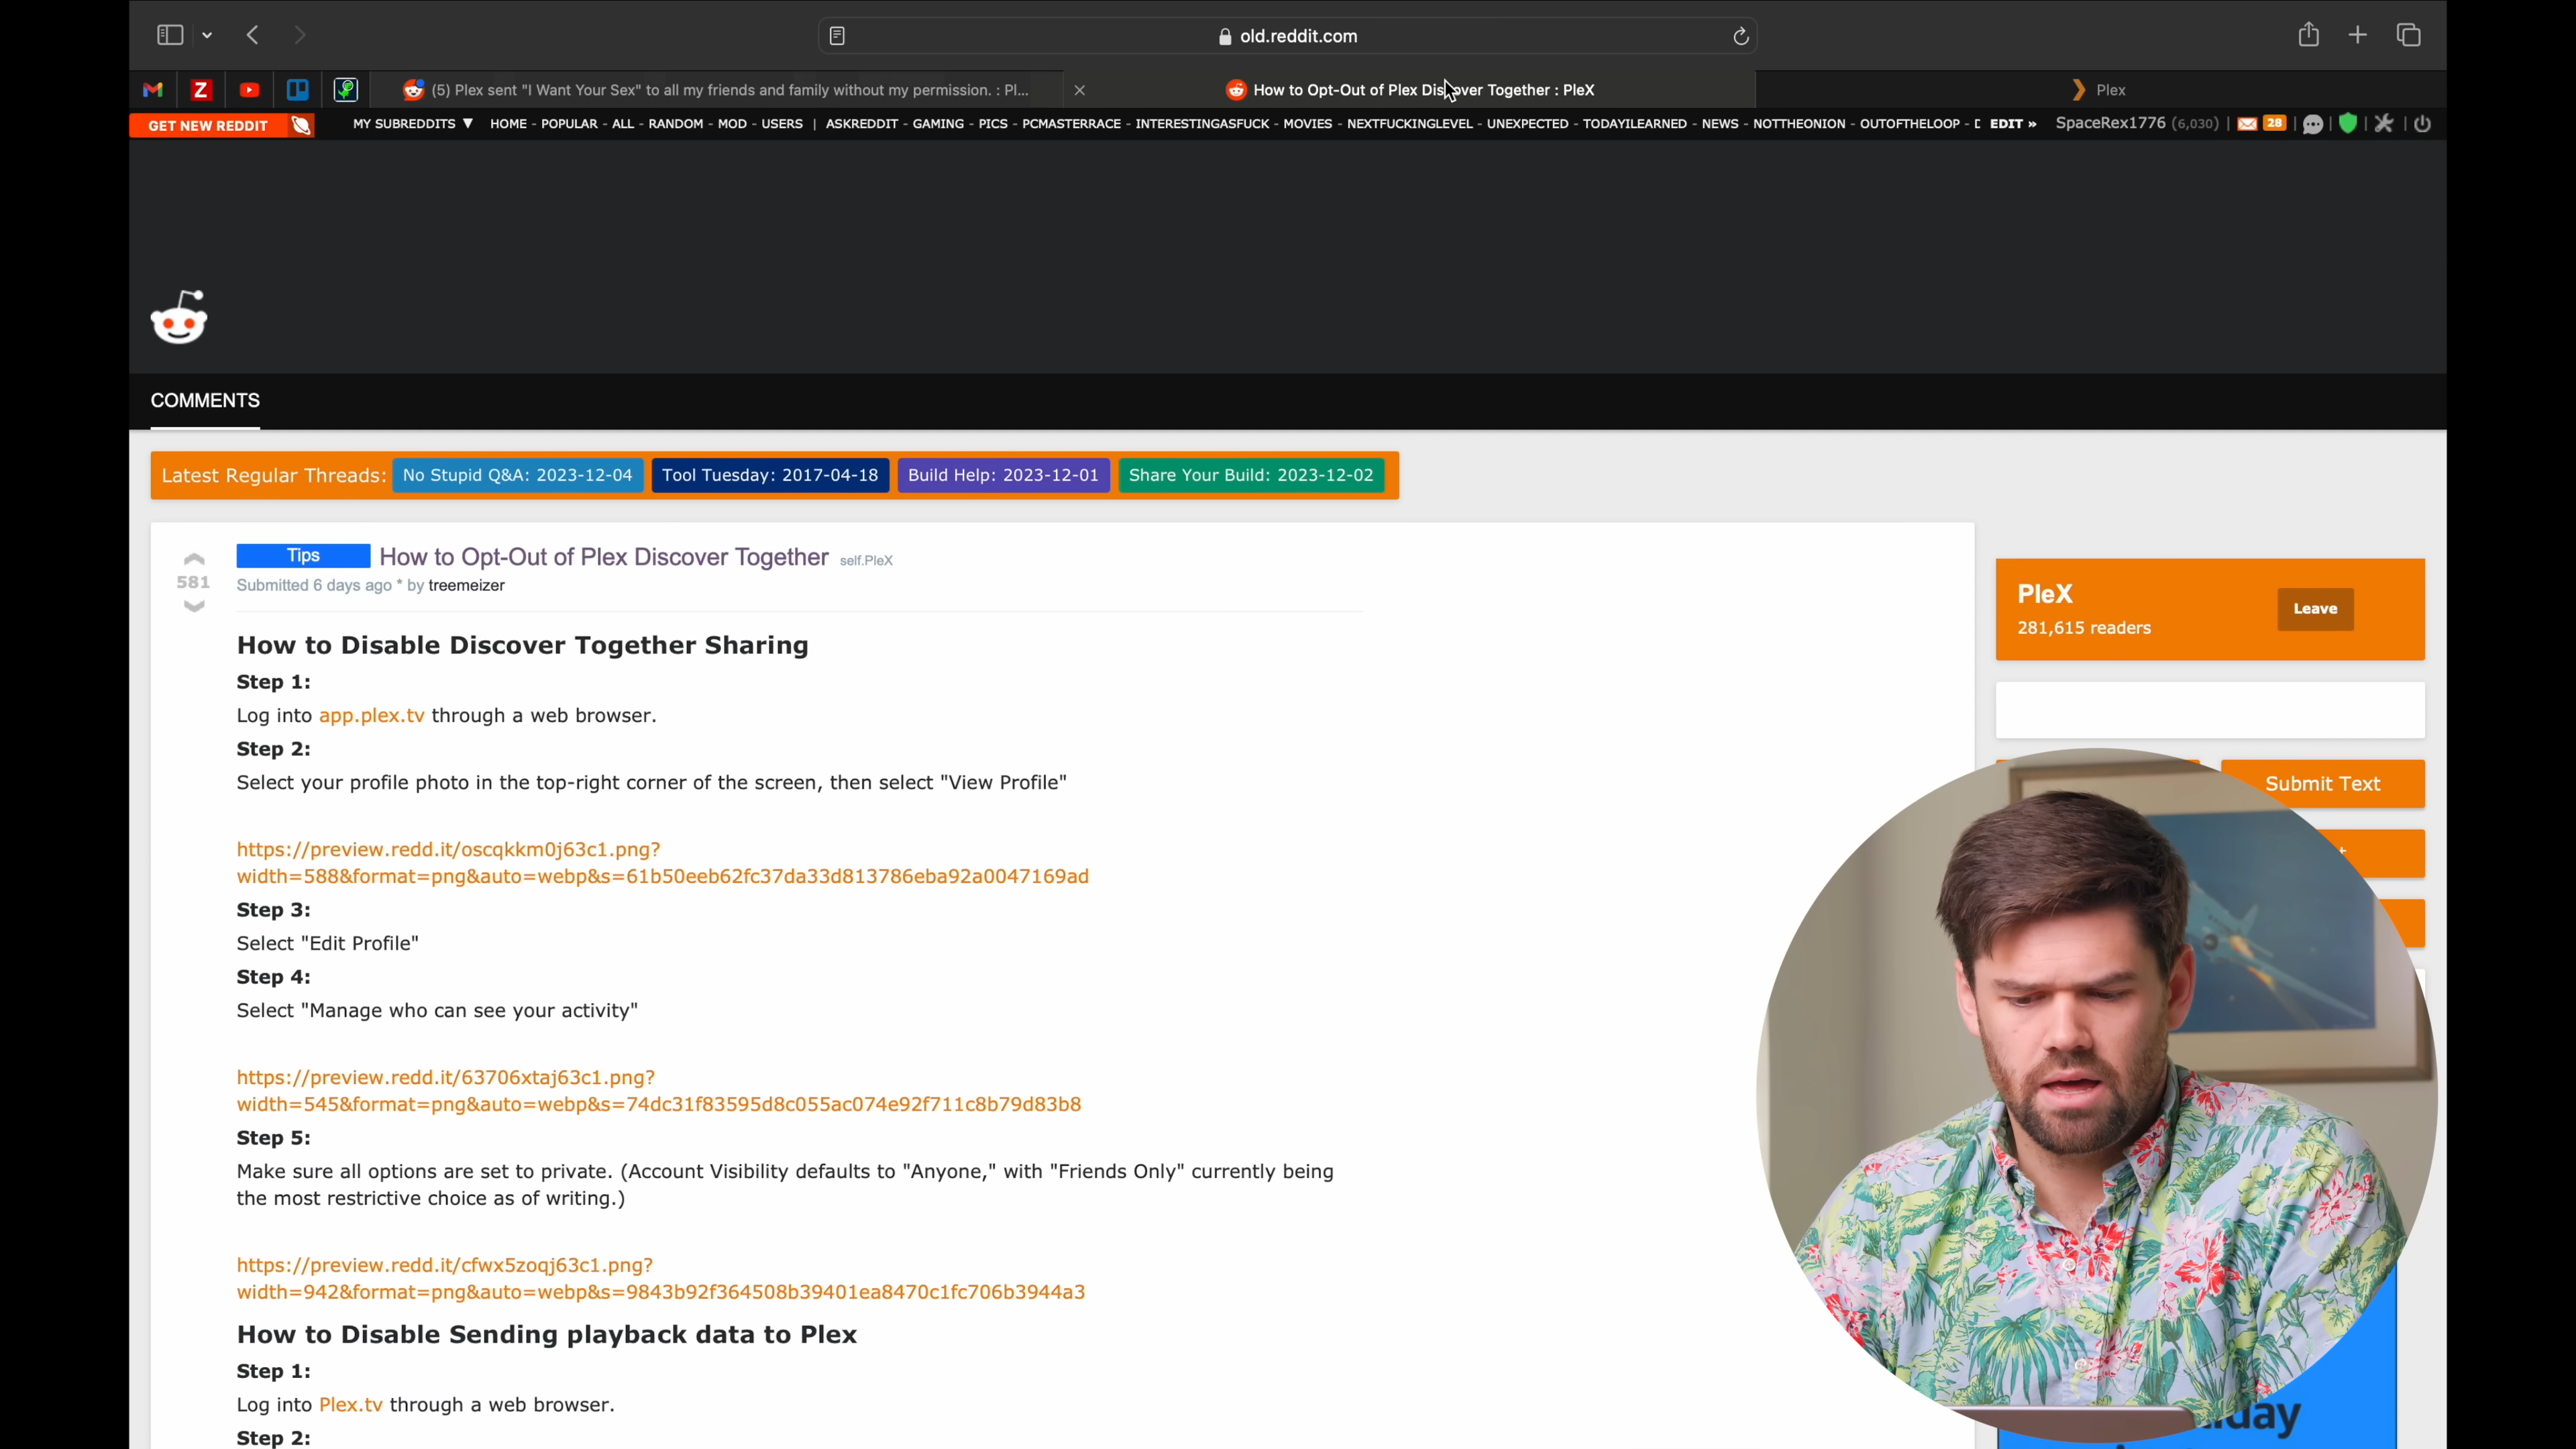 old.reddit.com
(5) Plex sent "I Want Your Sex" to all my friends and family without my permission. : Pl...
How to Opt-Out of Plex Discover Together : PleX
Plex
GET NEW REDDIT
MY SUBREDDITS ▼ HOME - POPULAR - ALL - RANDOM - MOD - USERS | ASKREDDIT - GAMING - PICS - PCMASTERRACE - INTERESTINGASFUCK - MOVIES - NEXTFUCKINGLEVEL - UNEXPECTED - TODAYILEARNED - NEWS - NOTTHEONION - OUTOFTHELOOP - EDIT »
SpaceRex1776 (6,030) | 28
COMMENTS
Latest Regular Threads: No Stupid Q&A: 2023-12-04 Tool Tuesday: 2017-04-18 Build Help: 2023-12-01 Share Your Build: 2023-12-02
Tips How to Opt-Out of Plex Discover Together self.PleX
581
Submitted 6 days ago * by treemeizer
How to Disable Discover Together Sharing
Step 1:
Log into app.plex.tv through a web browser.
Step 2:
Select your profile photo in the top-right corner of the screen, then select "View Profile"
https://preview.redd.it/oscqkkm0j63c1.png?
width=588&format=png&auto=webp&s=61b50eeb62fc37da33d813786eba92a0047169ad
Step 3:
Select "Edit Profile"
Step 4:
Select "Manage who can see your activity"
https://preview.redd.it/63706xtaj63c1.png?
width=545&format=png&auto=webp&s=74dc31f83595d8c055ac074e92f711c8b79d83b8
Step 5:
Make sure all options are set to private. (Account Visibility defaults to "Anyone," with "Friends Only" currently being
the most restrictive choice as of writing.)
https://preview.redd.it/cfwx5zoqj63c1.png?
width=942&format=png&auto=webp&s=9843b92f364508b39401ea8470c1fc706b3944a3
How to Disable Sending playback data to Plex
Step 1:
Log into Plex.tv through a web browser.
Step 2:
PleX
281,615 readers
Leave
Submit Text